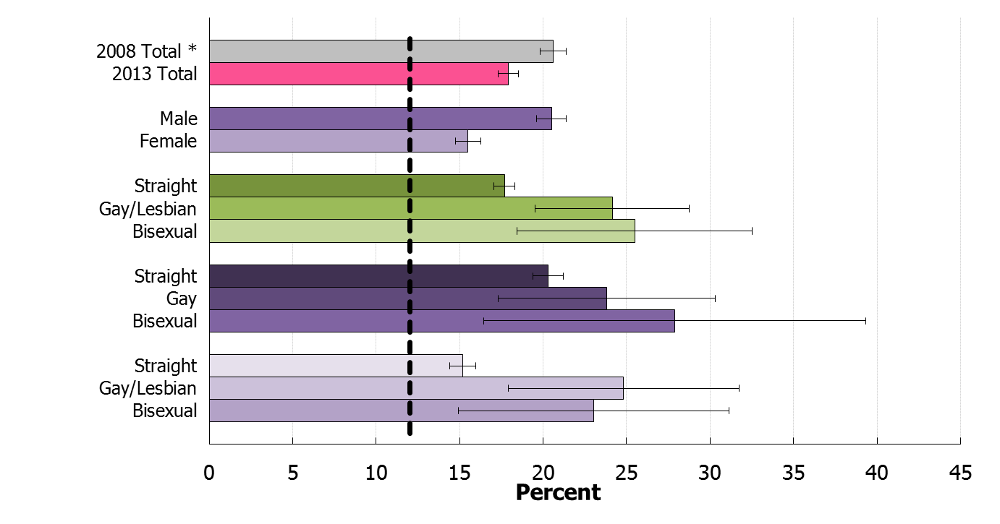 2008 Total *
2013 Total
Male
Female
Straight
Gay/Lesbian
Bisexual
Straight
Gay
Bisexual
Straight
Gay/Lesbian
Bisexual
0 5 10 15 20 25 30 35 40 45
Percent